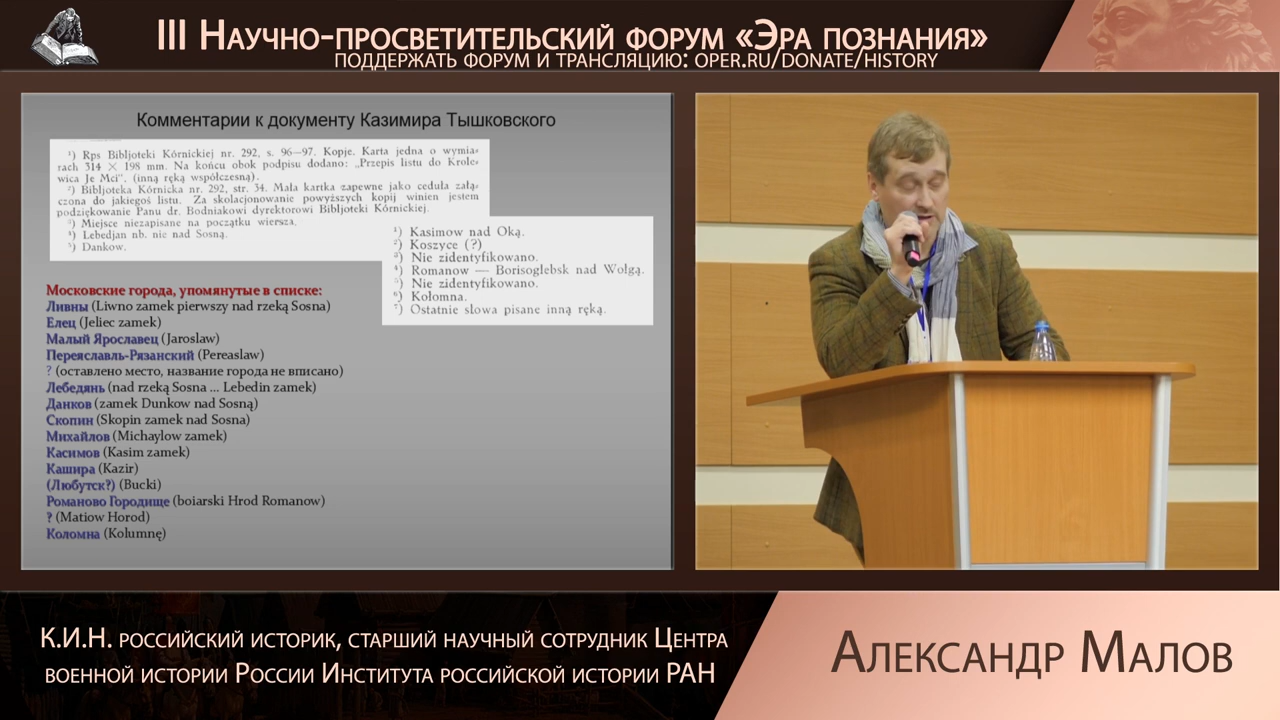 III Научно-просветительский форум «Эра познания»
поддержать форум и трансляцию: oper.ru/donate/history
Комментарии к документу Казимира Тышковского
¹) Rps Bibljoteki Kórnickiej nr. 292, s. 96—97. Kopje. Karta jedna o wymia-
rach 314 × 198 mm. Na końcu obok podpisu dodano: „Przepis listu do Krole-
wica Je Mci“. (inną ręką współczesną).
²) Bibljoteka Kórnicka nr. 292, str. 34. Mała kartka zapewne jako ceduła załą-
czona do jakiegoś listu. Za skolacjonowanie powyższych kopij winien jestem
podziękowanie Panu dr. Bodniakowi dyrektorowi Bibljoteki Kórnickiej.
³) Miejsce niezapisane na początku wiersza.
⁴) Lebedjan nb. nie nad Sosną.
⁵) Dankow.
¹) Kasimow nad Oką.
²) Koszyce (?)
³) Nie zidentyfikowano.
⁴) Romanow — Borisoglebsk nad Wołgą.
⁵) Nie zidentyfikowano.
⁶) Kołomna.
⁷) Ostatnie słowa pisane inną ręką.
Московские города, упомянутые в списке:
Ливны (Liwno zamek pierwszy nad rzeką Sosna)
Елец (Jeliec zamek)
Малый Ярославец (Jaroslaw)
Переяславль-Рязанский (Pereaslaw)
? (оставлено место, название города не вписано)
Лебедянь (nad rzeką Sosna ... Lebedin zamek)
Данков (zamek Dunkow nad Sosną)
Скопин (Skopin zamek nad Sosna)
Михайлов (Michaylow zamek)
Касимов (Kasim zamek)
Кашира (Kazir)
(Любутск?) (Bucki)
Романово Городище (boiarski Hrod Romanow)
? (Matiow Horod)
Коломна (Kolumnę)
К.И.Н. российский историк, старший научный сотрудник Центра
военной истории России Института российской истории РАН
Александр Малов